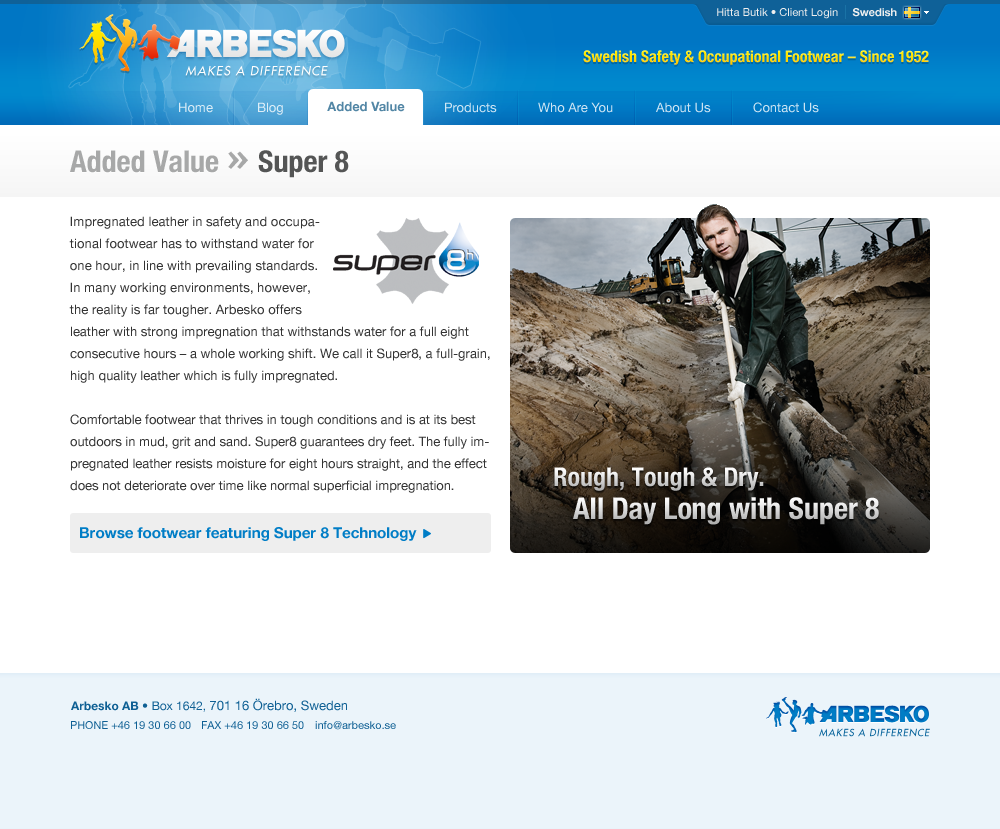 Hitta Butik • Client Login Swedish
ARBESKO
MAKES A DIFFERENCE
Swedish Safety & Occupational Footwear – Since 1952
Home Blog Added Value Products Who Are You About Us Contact Us
Added Value » Super 8
Impregnated leather in safety and occupa-
tional footwear has to withstand water for
one hour, in line with prevailing standards.
In many working environments, however,
the reality is far tougher. Arbesko offers
leather with strong impregnation that withstands water for a full eight
consecutive hours – a whole working shift. We call it Super8, a full-grain,
high quality leather which is fully impregnated.
super 8h
Comfortable footwear that thrives in tough conditions and is at its best
outdoors in mud, grit and sand. Super8 guarantees dry feet. The fully im-
pregnated leather resists moisture for eight hours straight, and the effect
does not deteriorate over time like normal superficial impregnation.
Browse footwear featuring Super 8 Technology
Rough, Tough & Dry.
All Day Long with Super 8
Arbesko AB • Box 1642, 701 16 Örebro, Sweden
PHONE +46 19 30 66 00 FAX +46 19 30 66 50 info@arbesko.se
ARBESKO
MAKES A DIFFERENCE